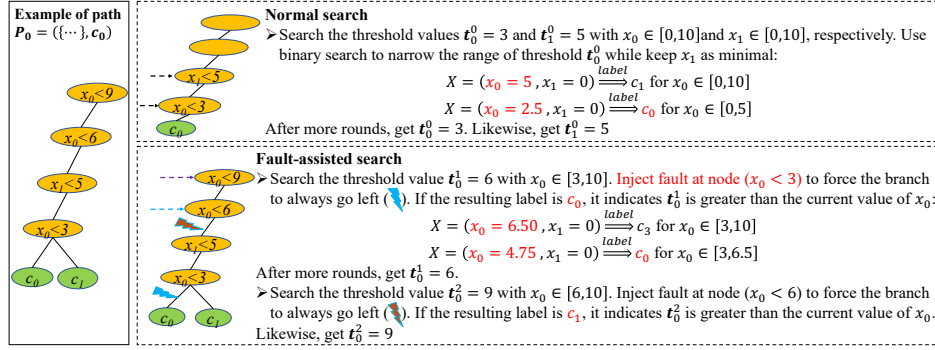 Example of path
P₀ = ({⋯}, c₀)
x₀<9
x₀<6
x₁<5
x₀<3
c₀
c₁
Normal search
➢Search the threshold values t₀⁰ = 3 and t₁⁰ = 5 with x₀ ∈ [0,10]and x₁ ∈ [0,10], respectively. Use
binary search to narrow the range of threshold t₀⁰ while keep x₁ as minimal:
X = (x₀ = 5 , x₁ = 0) ⟹label c₁ for x₀ ∈ [0,10]
X = (x₀ = 2.5 , x₁ = 0) ⟹label c₀ for x₀ ∈ [0,5]
After more rounds, get t₀⁰ = 3. Likewise, get t₁⁰ = 5
x₁<5
x₀<3
c₀
Fault-assisted search
➢Search the threshold value t₀¹ = 6 with x₀ ∈ [3,10]. Inject fault at node (x₀ < 3) to force the branch
to always go left ( ). If the resulting label is c₀, it indicates t₀¹ is greater than the current value of x₀:
X = (x₀ = 6.50 , x₁ = 0) ⟹label c₃ for x₀ ∈ [3,10]
X = (x₀ = 4.75 , x₁ = 0) ⟹label c₀ for x₀ ∈ [3,6.5]
After more rounds, get t₀¹ = 6.
➢Search the threshold value t₀² = 9 with x₀ ∈ [6,10]. Inject fault at node (x₀ < 6) to force the branch
to always go left ( ). If the resulting label is c₁, it indicates t₀² is greater than the current value of x₀.
Likewise, get t₀² = 9
x₀<9
x₀<6
x₁<5
x₀<3
c₀
c₁